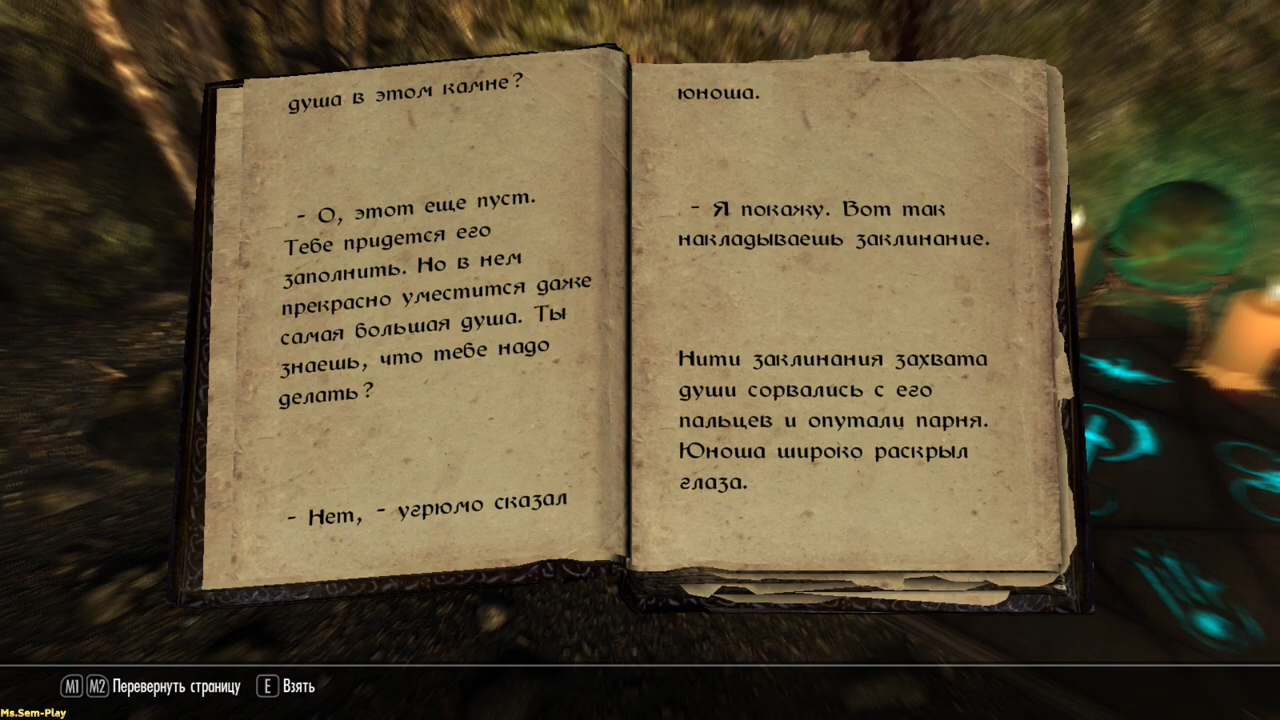 душа в этом камне?
- О, этот еще пуст.
Тебе придется его
заполнить. Но в нем
прекрасно уместится даже
самая большая душа. Ты
знаешь, что тебе надо
делать?
- Нет, - угрюмо сказал
юноша.
- Я покажу. Вот так
накладываешь заклинание.
Нити заклинания захвата
души сорвались с его
пальцев и опутали парня.
Юноша широко раскрыл
глаза.
M1 M2 Перевернуть страницу E Взять
Ms.Sem-Play